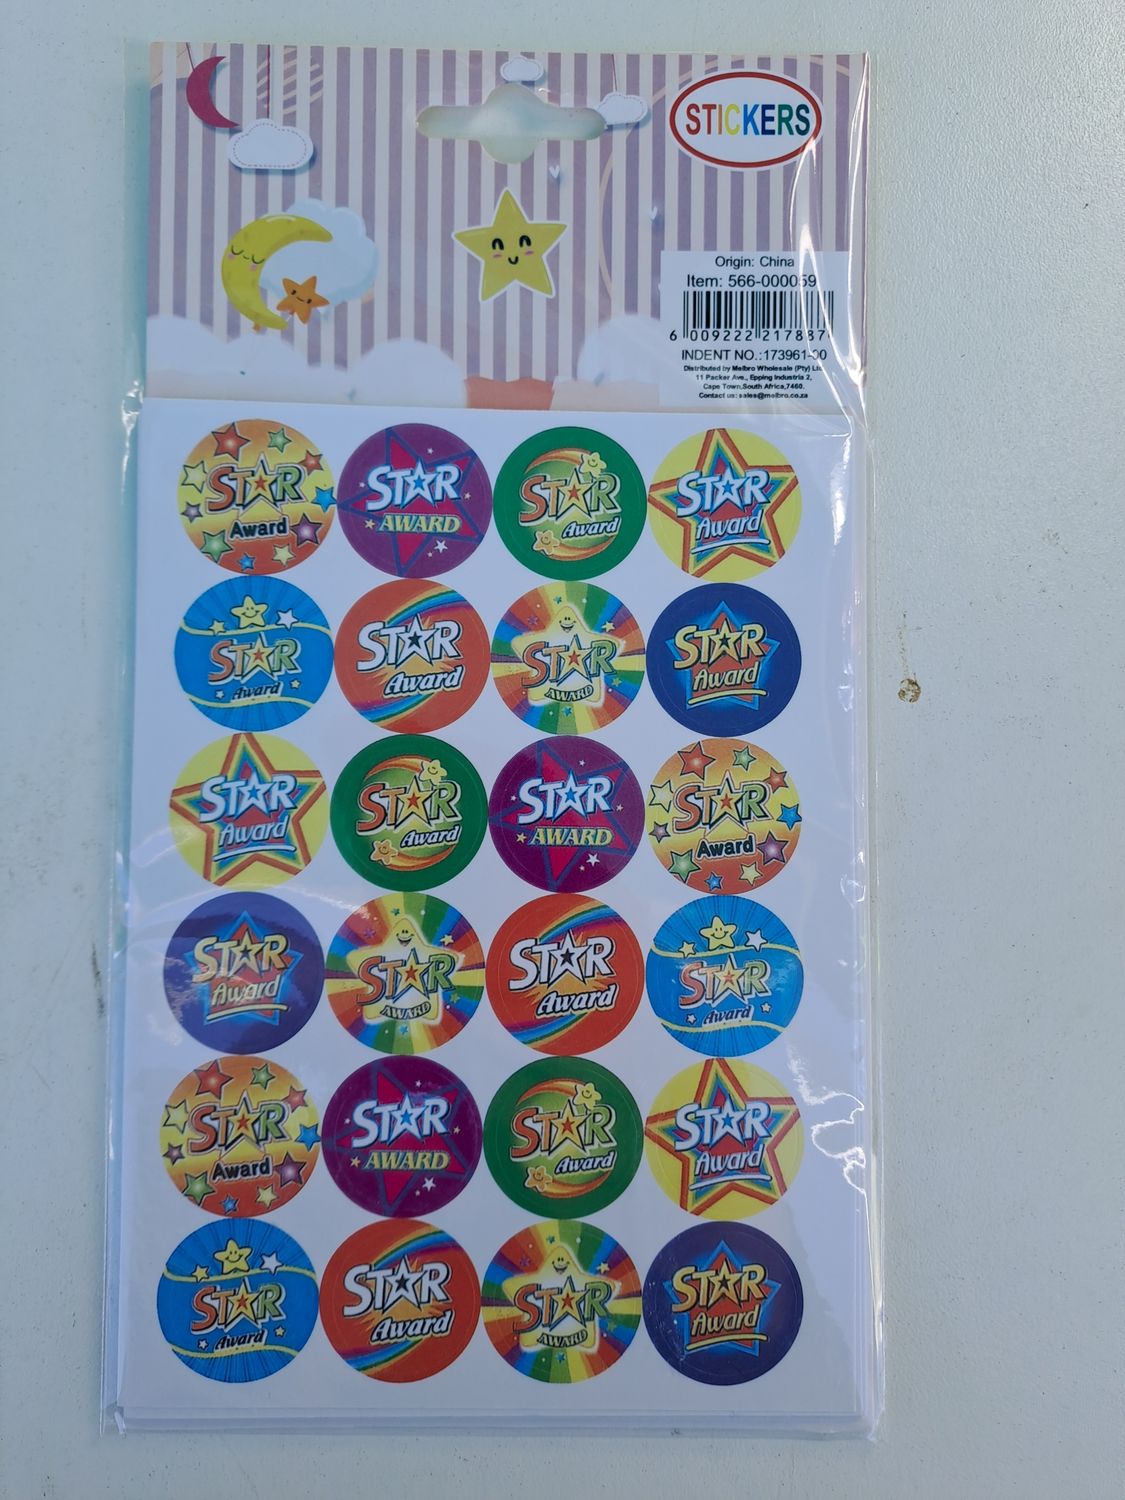 STICKERS
Origin: China
Item: 566-000059
6 009222 217887
INDENT NO.:173961-00
Distributed by Melbro Wholesale (Pty) Ltd
11 Packer Ave., Epping Industria 2,
Cape Town,South Africa,7460.
Contact us: sales@melbro.co.za
STAR STAR STAR STAR
Award AWARD Award Award
STAR STAR STAR STAR
Award Award AWARD Award
STAR STAR STAR STAR
Award Award AWARD Award
STAR STAR STAR STAR
Award AWARD Award Award
STAR STAR STAR STAR
Award AWARD Award Award
STAR STAR STAR STAR
Award Award AWARD Award